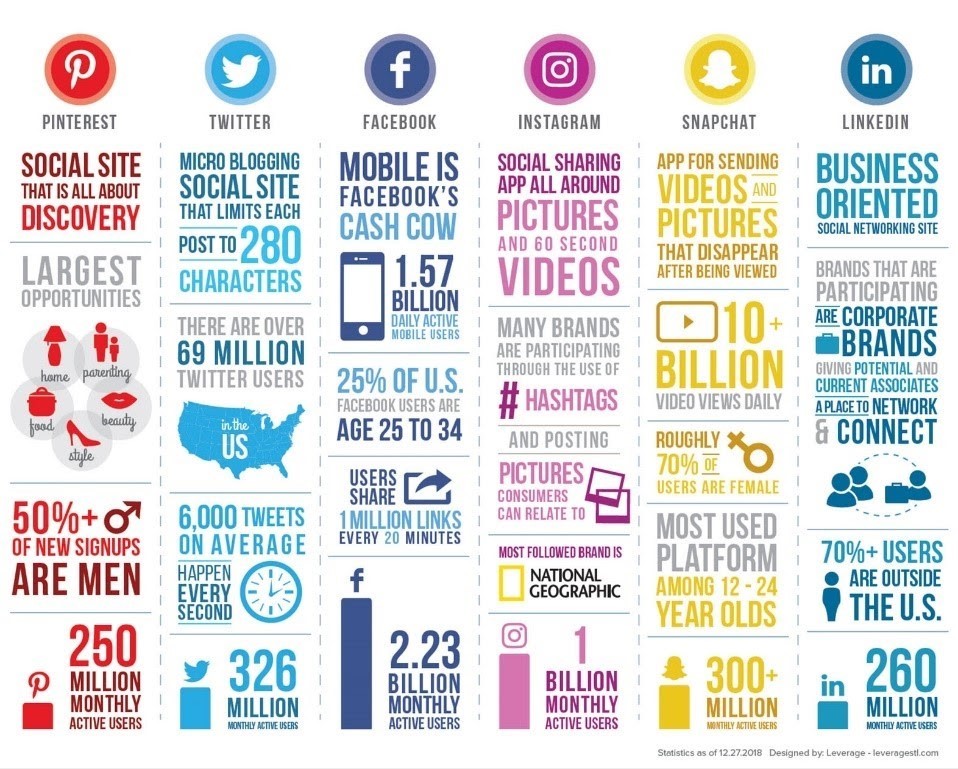 PINTEREST
SOCIAL SITE
THAT IS ALL ABOUT
DISCOVERY
LARGEST
OPPORTUNITIES
home
parenting
food
beauty
style
50%+
OF NEW SIGNUPS
ARE MEN
250
MILLION
MONTHLY
ACTIVE USERS
TWITTER
MICRO BLOGGING
SOCIAL SITE
THAT LIMITS EACH
POST TO 280
CHARACTERS
THERE ARE OVER
69 MILLION
TWITTER USERS
in the
US
6,000 TWEETS
ON AVERAGE
HAPPEN
EVERY
SECOND
326
MILLION
MONTHLY ACTIVE USERS
f
FACEBOOK
MOBILE IS
FACEBOOK'S
CASH COW
1.57
BILLION
DAILY ACTIVE
MOBILE USERS
25% OF U.S.
FACEBOOK USERS ARE
AGE 25 TO 34
USERS
SHARE
1 MILLION LINKS
EVERY 20 MINUTES
f
2.23
BILLION
MONTHLY
ACTIVE USERS
INSTAGRAM
SOCIAL SHARING
APP ALL AROUND
PICTURES
AND 60 SECOND
VIDEOS
MANY BRANDS
ARE PARTICIPATING
THROUGH THE USE OF
# HASHTAGS
AND POSTING
PICTURES
CONSUMERS
CAN RELATE TO
MOST FOLLOWED BRAND IS
NATIONAL
GEOGRAPHIC
1
BILLION
MONTHLY
ACTIVE USERS
SNAPCHAT
APP FOR SENDING
VIDEOS AND
PICTURES
THAT DISAPPEAR
AFTER BEING VIEWED
10+
BILLION
VIDEO VIEWS DAILY
ROUGHLY
70% OF
USERS ARE FEMALE
MOST USED
PLATFORM
AMONG 12 - 24
YEAR OLDS
300+
MILLION
MONTHLY ACTIVE USERS
in
LINKEDIN
BUSINESS
ORIENTED
SOCIAL NETWORKING SITE
BRANDS THAT ARE
PARTICIPATING
ARE CORPORATE
BRANDS
GIVING POTENTIAL AND
CURRENT ASSOCIATES
A PLACE TO NETWORK
& CONNECT
70%+ USERS
ARE OUTSIDE
THE U.S.
in
260
MILLION
MONTHLY ACTIVE USERS
Statistics as of 12.27.2018 Designed by: Leverage - leveragestl.com